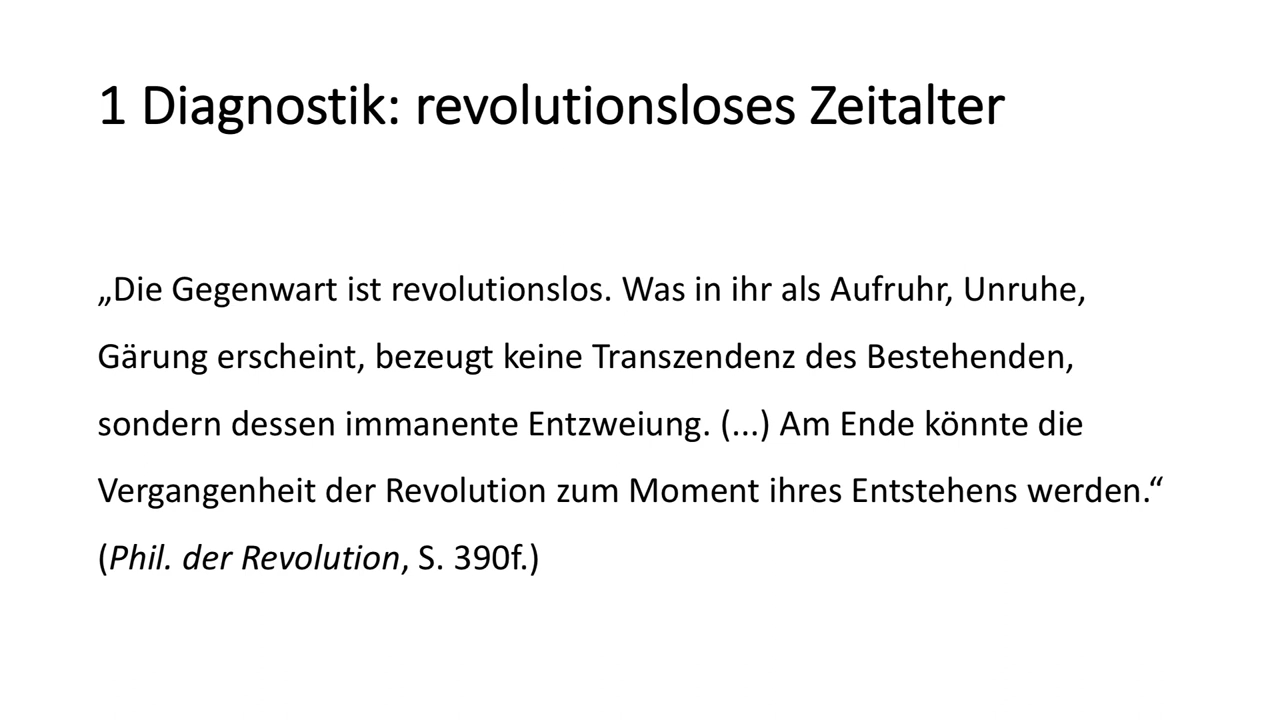 1 Diagnostik: revolutionsloses Zeitalter
„Die Gegenwart ist revolutionslos. Was in ihr als Aufruhr, Unruhe,
Gärung erscheint, bezeugt keine Transzendenz des Bestehenden,
sondern dessen immanente Entzweiung. (...) Am Ende könnte die
Vergangenheit der Revolution zum Moment ihres Entstehens werden.“
(Phil. der Revolution, S. 390f.)